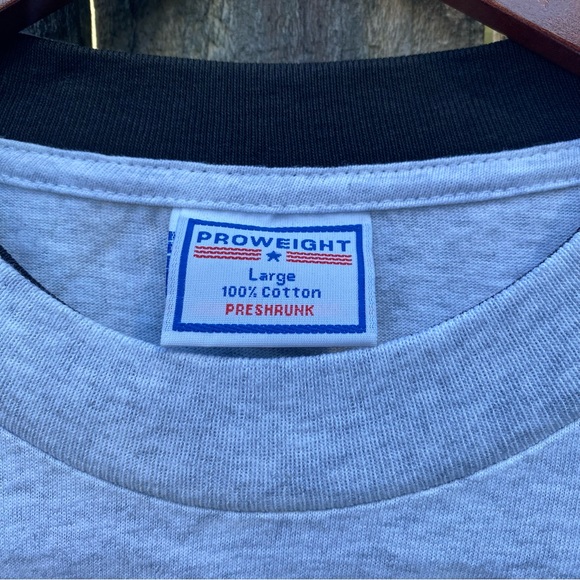 PROWEIGHT
Large
100% Cotton
PRESHRUNK